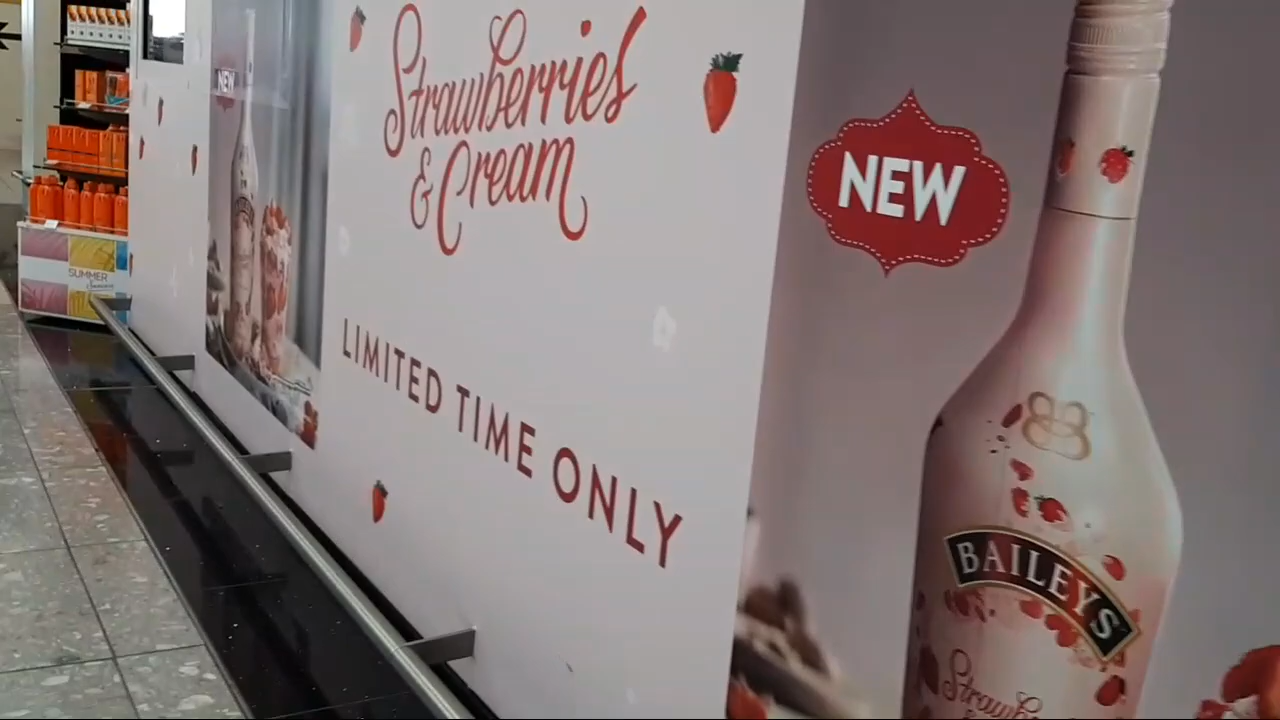 Strawberries
& Cream
LIMITED TIME ONLY
NEW
BAILEYS
NEW
SUMMER